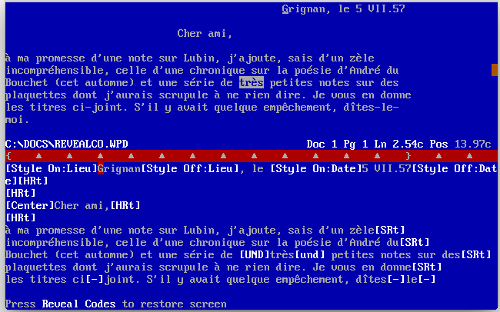 Grignan, le 5 VII.57
Cher ami,
à ma promesse d'une note sur Lubin, j'ajoute, sais d'un zèle
incompréhensible, celle d'une chronique sur la poésie d'André du
Bouchet (cet automne) et une série de très petites notes sur des
plaquettes dont j'aurais scrupule à ne rien dire. Je vous en donne
les titres ci-joint. S'il y avait quelque empêchement, dîtes-le-
moi.
C:\DOCS\REVEALCO.WPD Doc 1 Pg 1 Ln 2.54c Pos 13.97c
{ ▲ ▲ ▲ ▲ ▲ ▲ ▲ ▲ ▲ ▲ ▲ ▲ } ▲ ▲
[Style On:Lieu]Grignan[Style Off:Lieu], le [Style On:Date]5 VII.57[Style Off:Dat
e][HRt]
[HRt]
[Center]Cher ami,[HRt]
[HRt]
à ma promesse d'une note sur Lubin, j'ajoute, sais d'un zèle[SRt]
incompréhensible, celle d'une chronique sur la poésie d'André du[SRt]
Bouchet (cet automne) et une série de [UND]très[und] petites notes sur des[SRt]
plaquettes dont j'aurais scrupule à ne rien dire. Je vous en donne[SRt]
les titres ci[-]joint. S'il y avait quelque empêchement, dîtes[-]le[-]
Press Reveal Codes to restore screen